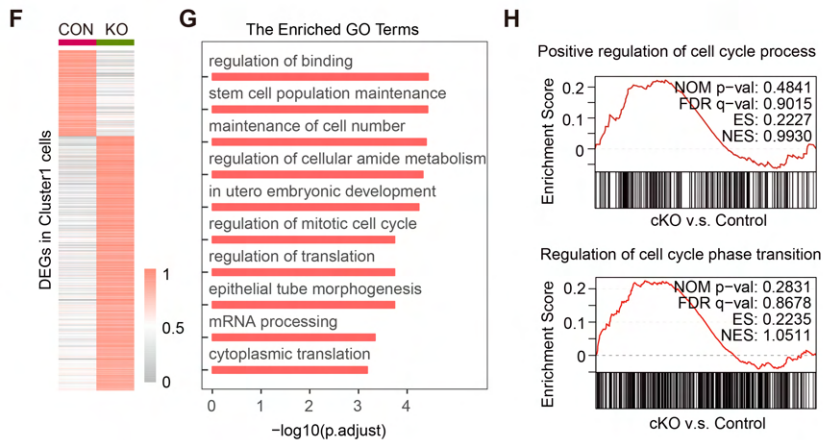 F
CON KO
DEGs in Cluster1 cells
1
0.5
0
G
The Enriched GO Terms
regulation of binding
stem cell population maintenance
maintenance of cell number
regulation of cellular amide metabolism
in utero embryonic development
regulation of mitotic cell cycle
regulation of translation
epithelial tube morphogenesis
mRNA processing
cytoplasmic translation
0 1 2 3 4
−log10(p.adjust)
H
Positive regulation of cell cycle process
Enrichment Score
0.2
0.1
0
NOM p-val: 0.4841
FDR q-val: 0.9015
ES: 0.2227
NES: 0.9930
cKO v.s. Control
Regulation of cell cycle phase transition
Enrichment Score
0.2
0.1
0
NOM p-val: 0.2831
FDR q-val: 0.8678
ES: 0.2235
NES: 1.0511
cKO v.s. Control